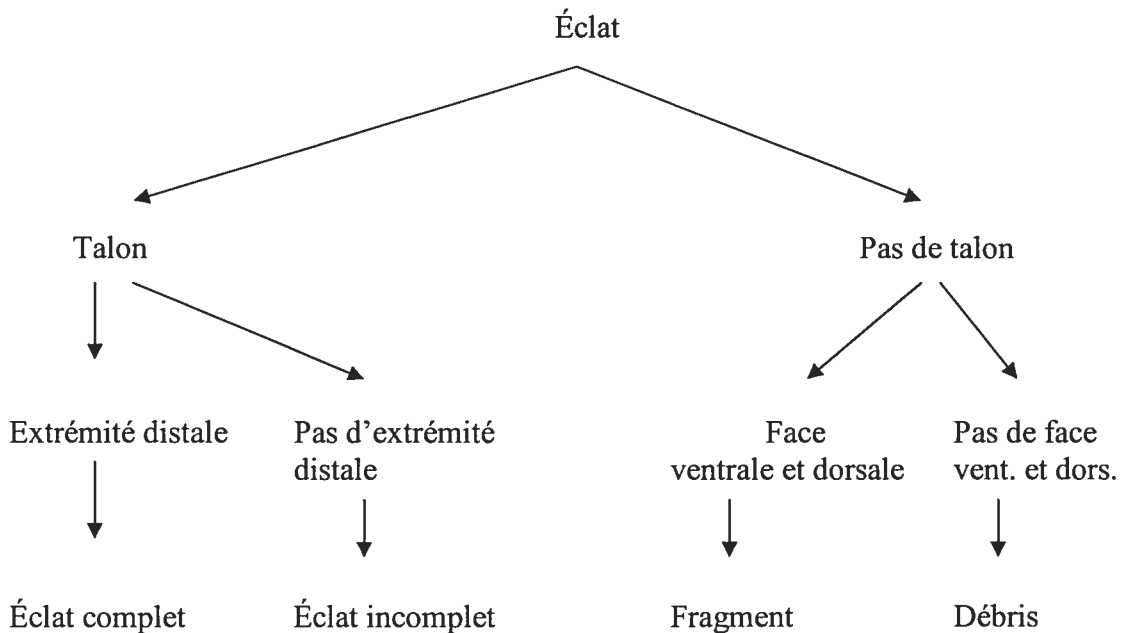 Éclat
Talon
Pas de talon
Extrémité distale
Pas d'extrémité
distale
Face
ventrale et dorsale
Pas de face
vent. et dors.
Éclat complet
Éclat incomplet
Fragment
Débris